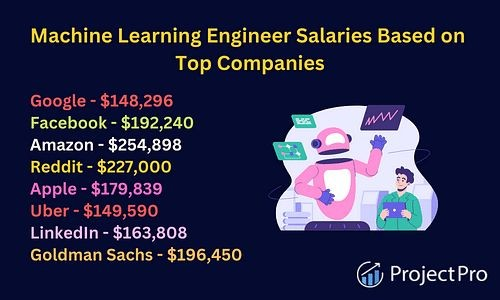 Machine Learning Engineer Salaries Based on
Top Companies
Google - $148,296
Facebook - $192,240
Amazon - $254,898
Reddit - $227,000
Apple - $179,839
Uber - $149,590
LinkedIn - $163,808
Goldman Sachs - $196,450
ProjectPro